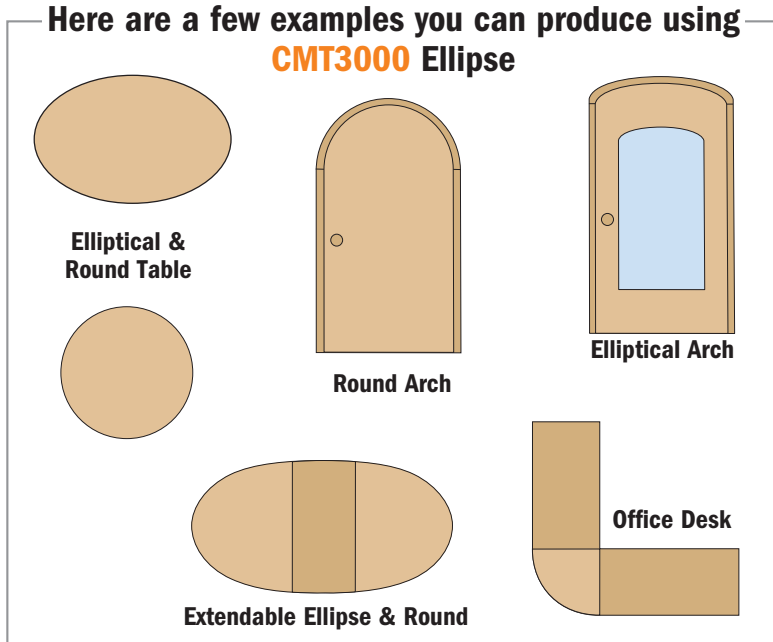 Here are a few examples you can produce using
CMT3000 Ellipse
Elliptical &
Round Table
Round Arch
Elliptical Arch
Office Desk
Extendable Ellipse & Round